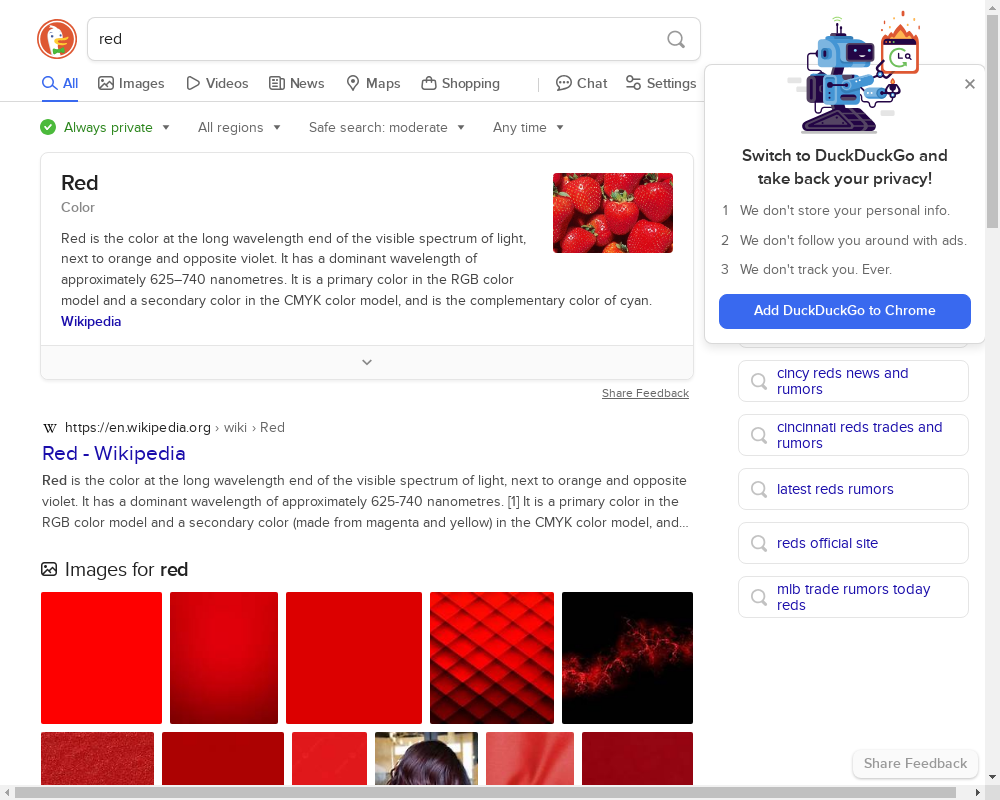 red
All
Images
Videos
News
Maps
Shopping
Chat
Settings
Always private
All regions
Safe search: moderate
Any time
Red
Color
Red is the color at the long wavelength end of the visible spectrum of light,
next to orange and opposite violet. It has a dominant wavelength of
approximately 625–740 nanometres. It is a primary color in the RGB color
model and a secondary color in the CMYK color model, and is the complementary color of cyan.
Wikipedia
Share Feedback
https://en.wikipedia.org › wiki › Red
Red - Wikipedia
Red is the color at the long wavelength end of the visible spectrum of light, next to orange and opposite
violet. It has a dominant wavelength of approximately 625-740 nanometres. [1] It is a primary color in the
RGB color model and a secondary color (made from magenta and yellow) in the CMYK color model, and...
Images for red
Switch to DuckDuckGo and
take back your privacy!
1 We don't store your personal info.
2 We don't follow you around with ads.
3 We don't track you. Ever.
Add DuckDuckGo to Chrome
cincy reds news and
rumors
cincinnati reds trades and
rumors
latest reds rumors
reds official site
mlb trade rumors today
reds
Share Feedback